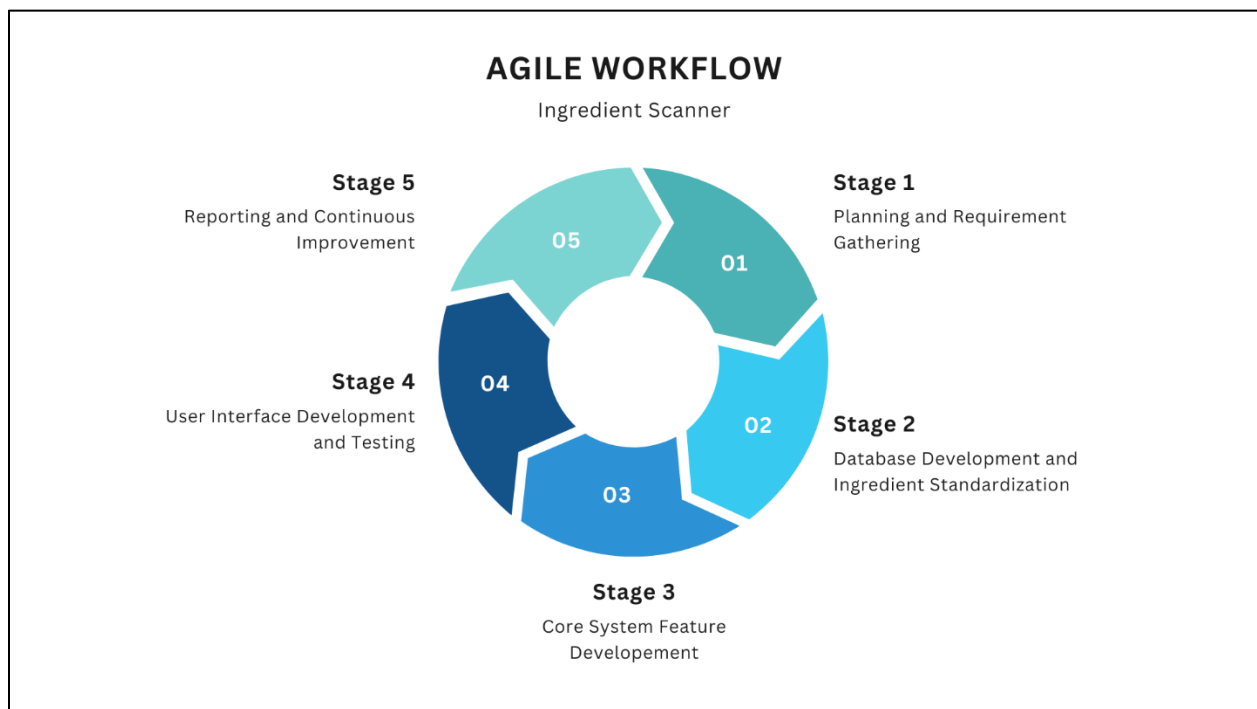 AGILE WORKFLOW
Ingredient Scanner
Stage 1
Planning and Requirement
Gathering
Stage 2
Database Development and
Ingredient Standardization
Stage 3
Core System Feature
Developement
Stage 4
User Interface Development
and Testing
Stage 5
Reporting and Continuous
Improvement
01
02
03
04
05